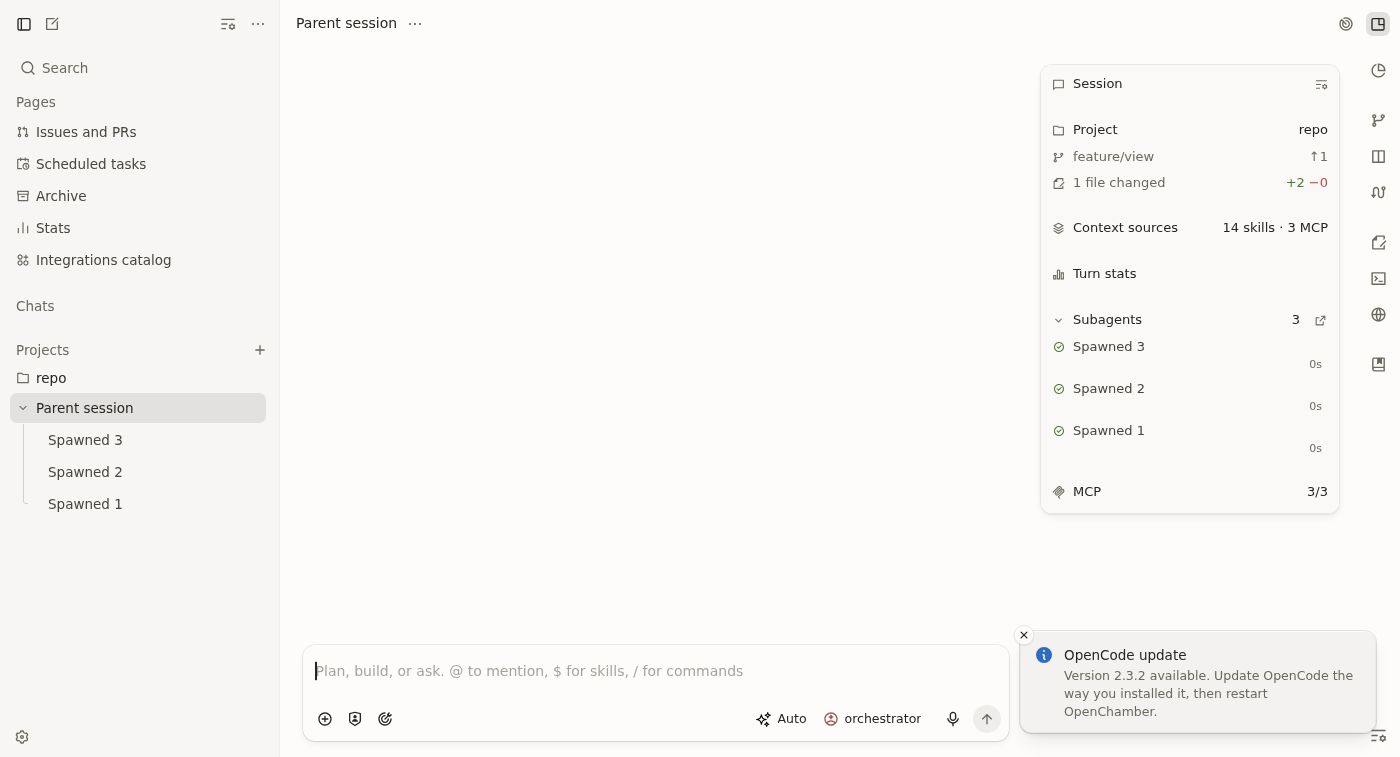 Search
Pages
Issues and PRs
Scheduled tasks
Archive
Stats
Integrations catalog
Chats
Projects
repo
Parent session
Spawned 3
Spawned 2
Spawned 1
Parent session
Session
Project repo
feature/view ↑1
1 file changed +2 −0
Context sources 14 skills · 3 MCP
Turn stats
Subagents 3
Spawned 3
0s
Spawned 2
0s
Spawned 1
0s
MCP 3/3
Plan, build, or ask. @ to mention, $ for skills, / for commands
Auto orchestrator
OpenCode update
Version 2.3.2 available. Update OpenCode the
way you installed it, then restart
OpenChamber.